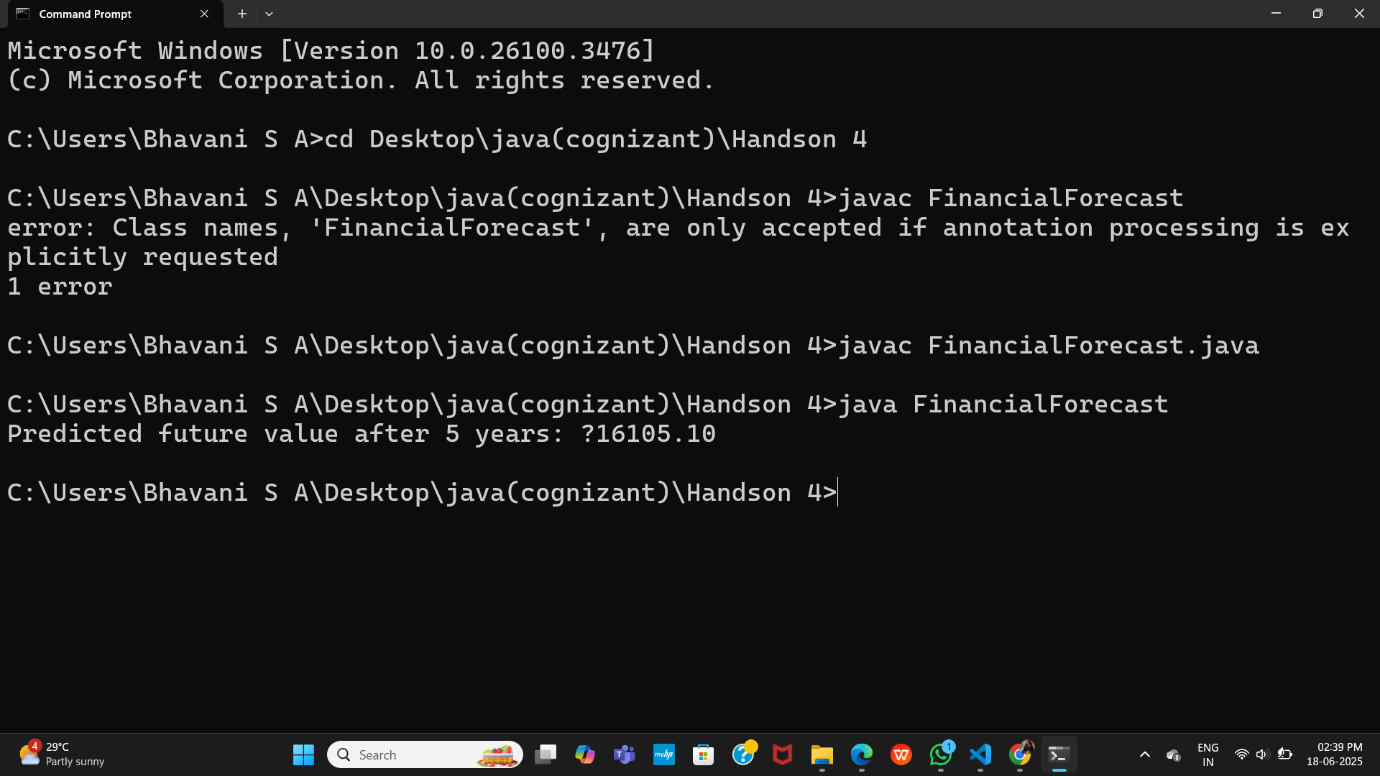 Command Prompt
Microsoft Windows [Version 10.0.26100.3476]
(c) Microsoft Corporation. All rights reserved.
C:\Users\Bhavani S A>cd Desktop\java(cognizant)\Handson 4
C:\Users\Bhavani S A\Desktop\java(cognizant)\Handson 4>javac FinancialForecast
error: Class names, 'FinancialForecast', are only accepted if annotation processing is ex
plicitly requested
1 error
C:\Users\Bhavani S A\Desktop\java(cognizant)\Handson 4>javac FinancialForecast.java
C:\Users\Bhavani S A\Desktop\java(cognizant)\Handson 4>java FinancialForecast
Predicted future value after 5 years: ?16105.10
C:\Users\Bhavani S A\Desktop\java(cognizant)\Handson 4>
4
29°C
Partly sunny
Search
myhp
1
ENG
IN
02:39 PM
18-06-2025